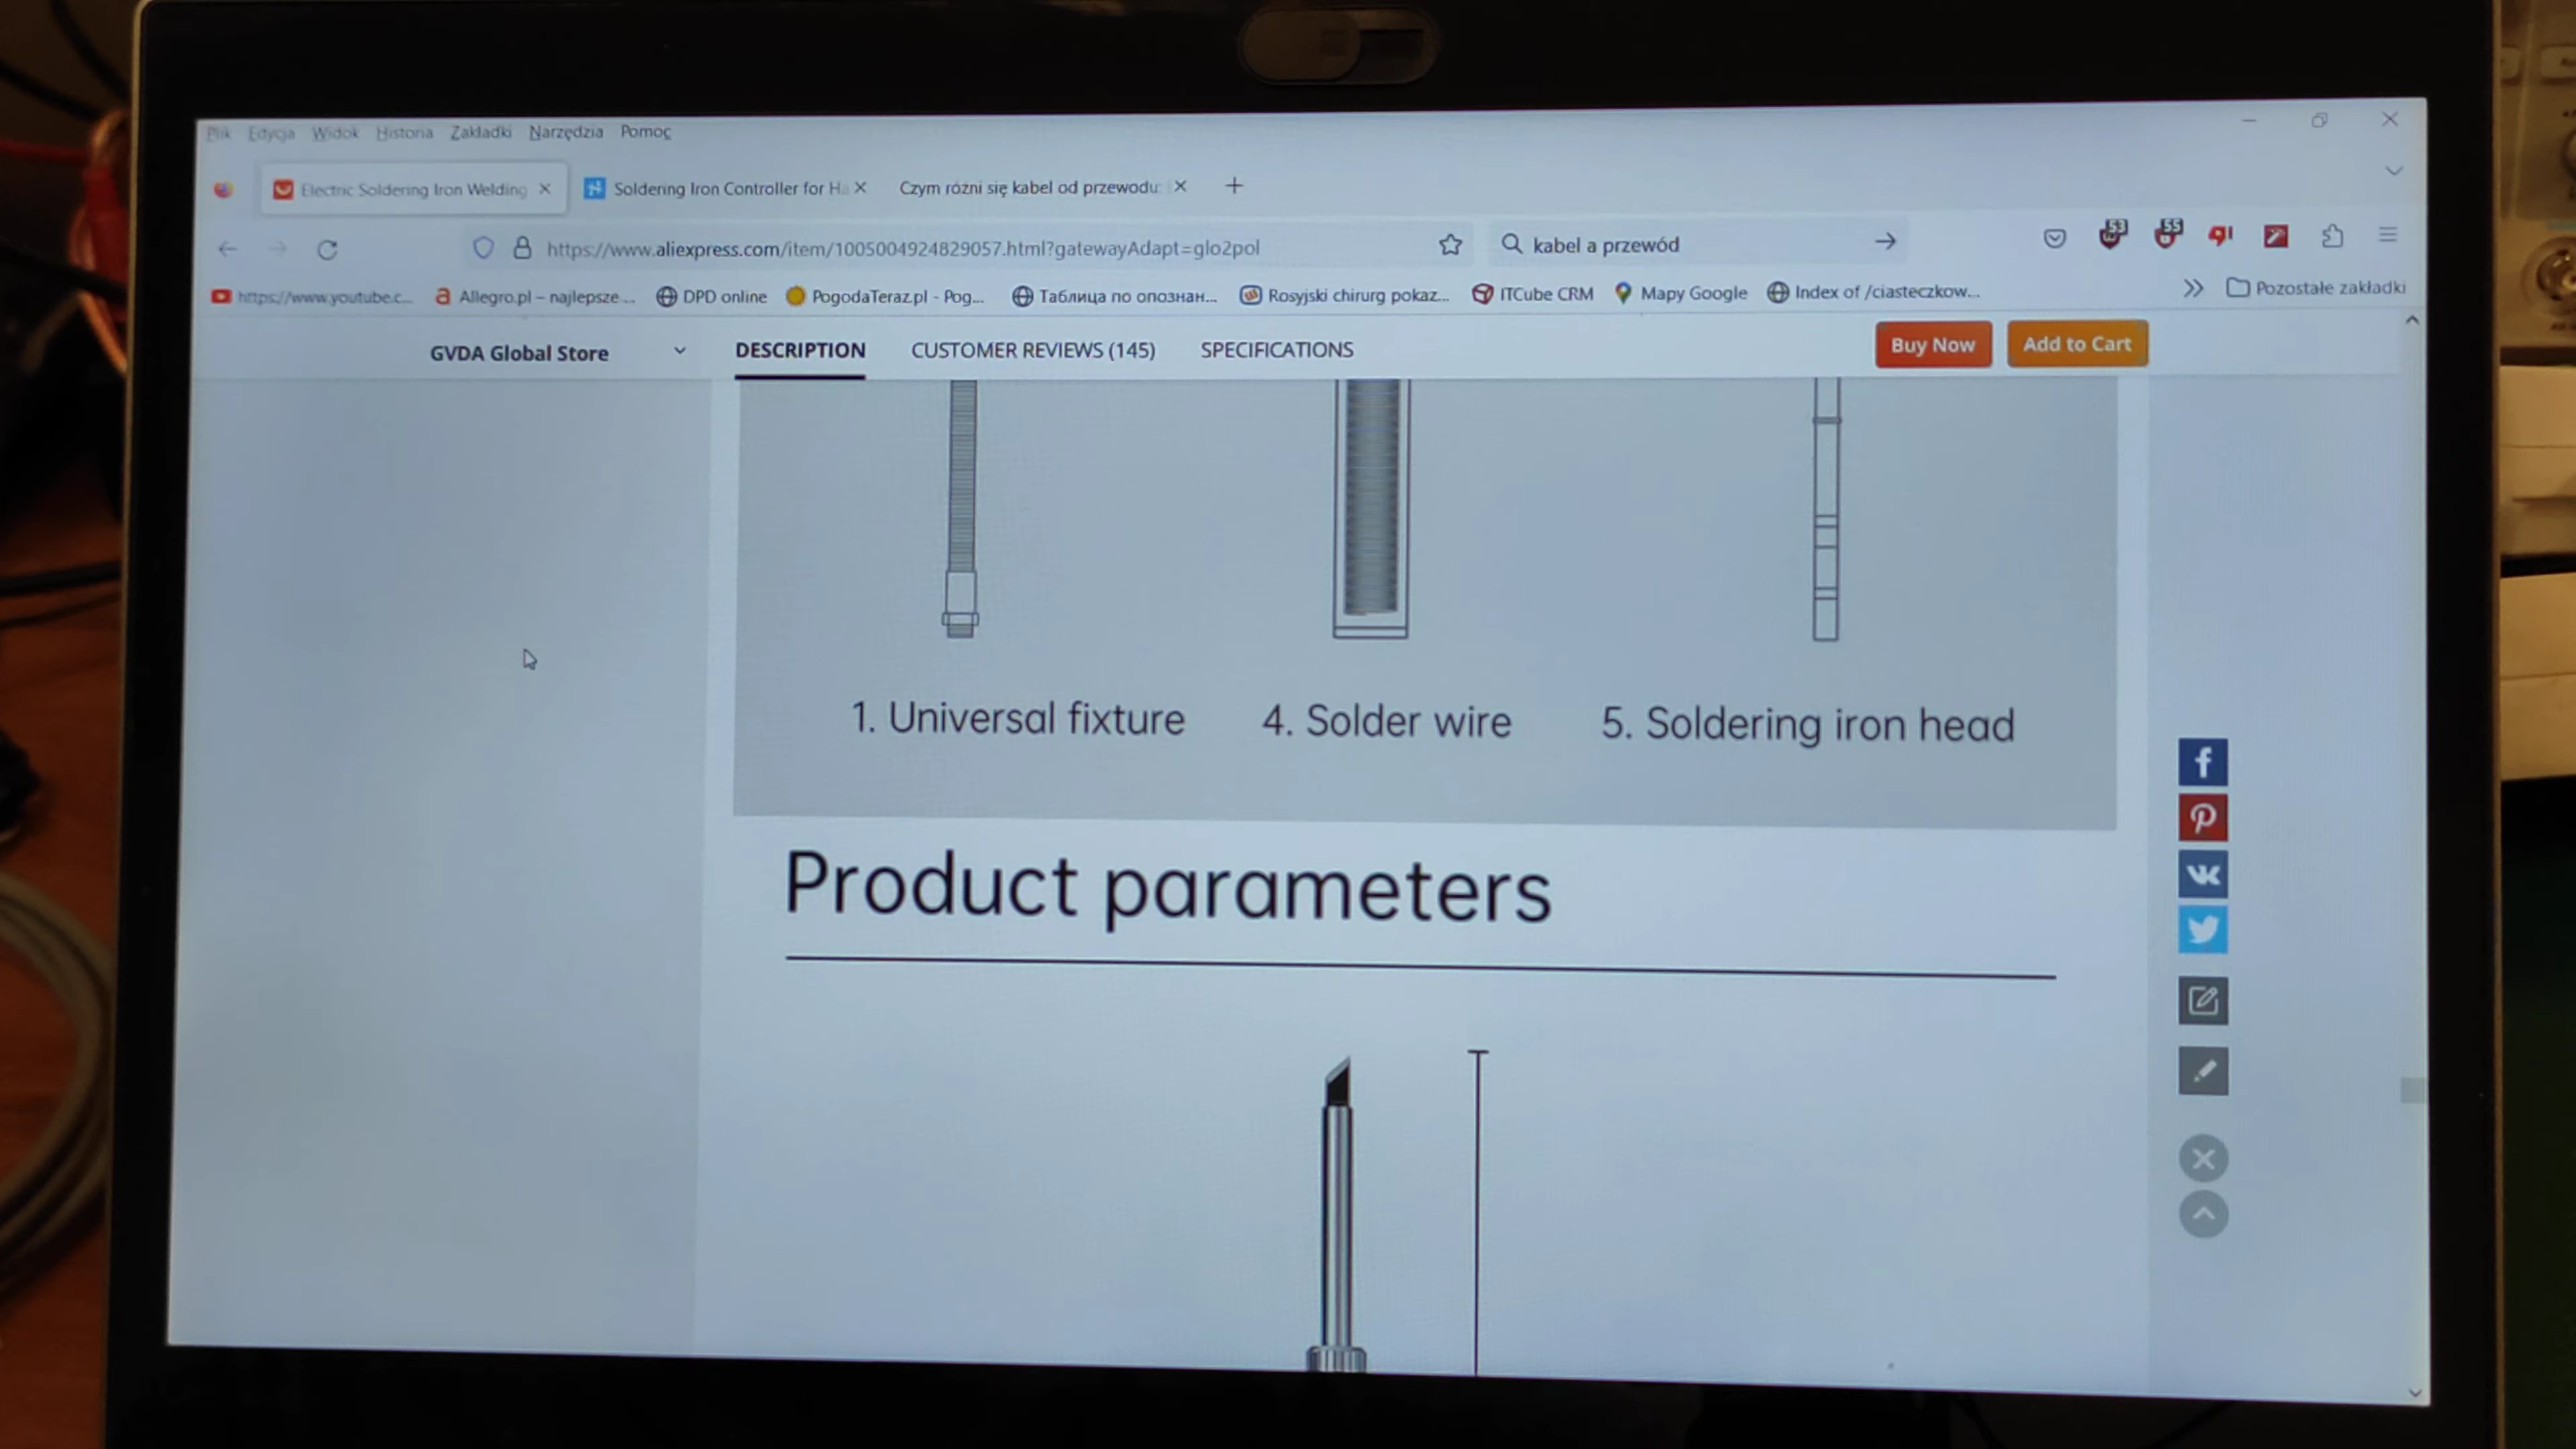 Plik Edycja Widok Historia Zakładki Narzędzia Pomoc
Electric Soldering Iron Welding
Soldering Iron Controller for Ha
Czym różni się kabel od przewodu
https://www.aliexpress.com/item/1005004924829057.html?gatewayAdapt=glo2pol
kabel a przewód
53
55
https://www.youtube.c...
Allegro.pl – najlepsze ...
DPD online
PogodaTeraz.pl - Pog...
Таблица по опознан...
Rosyjski chirurg pokaz...
ITCube CRM
Mapy Google
Index of /ciasteczkow...
Pozostałe zakładki
GVDA Global Store
DESCRIPTION
CUSTOMER REVIEWS (145)
SPECIFICATIONS
Buy Now
Add to Cart
1. Universal fixture
4. Solder wire
5. Soldering iron head
Product parameters